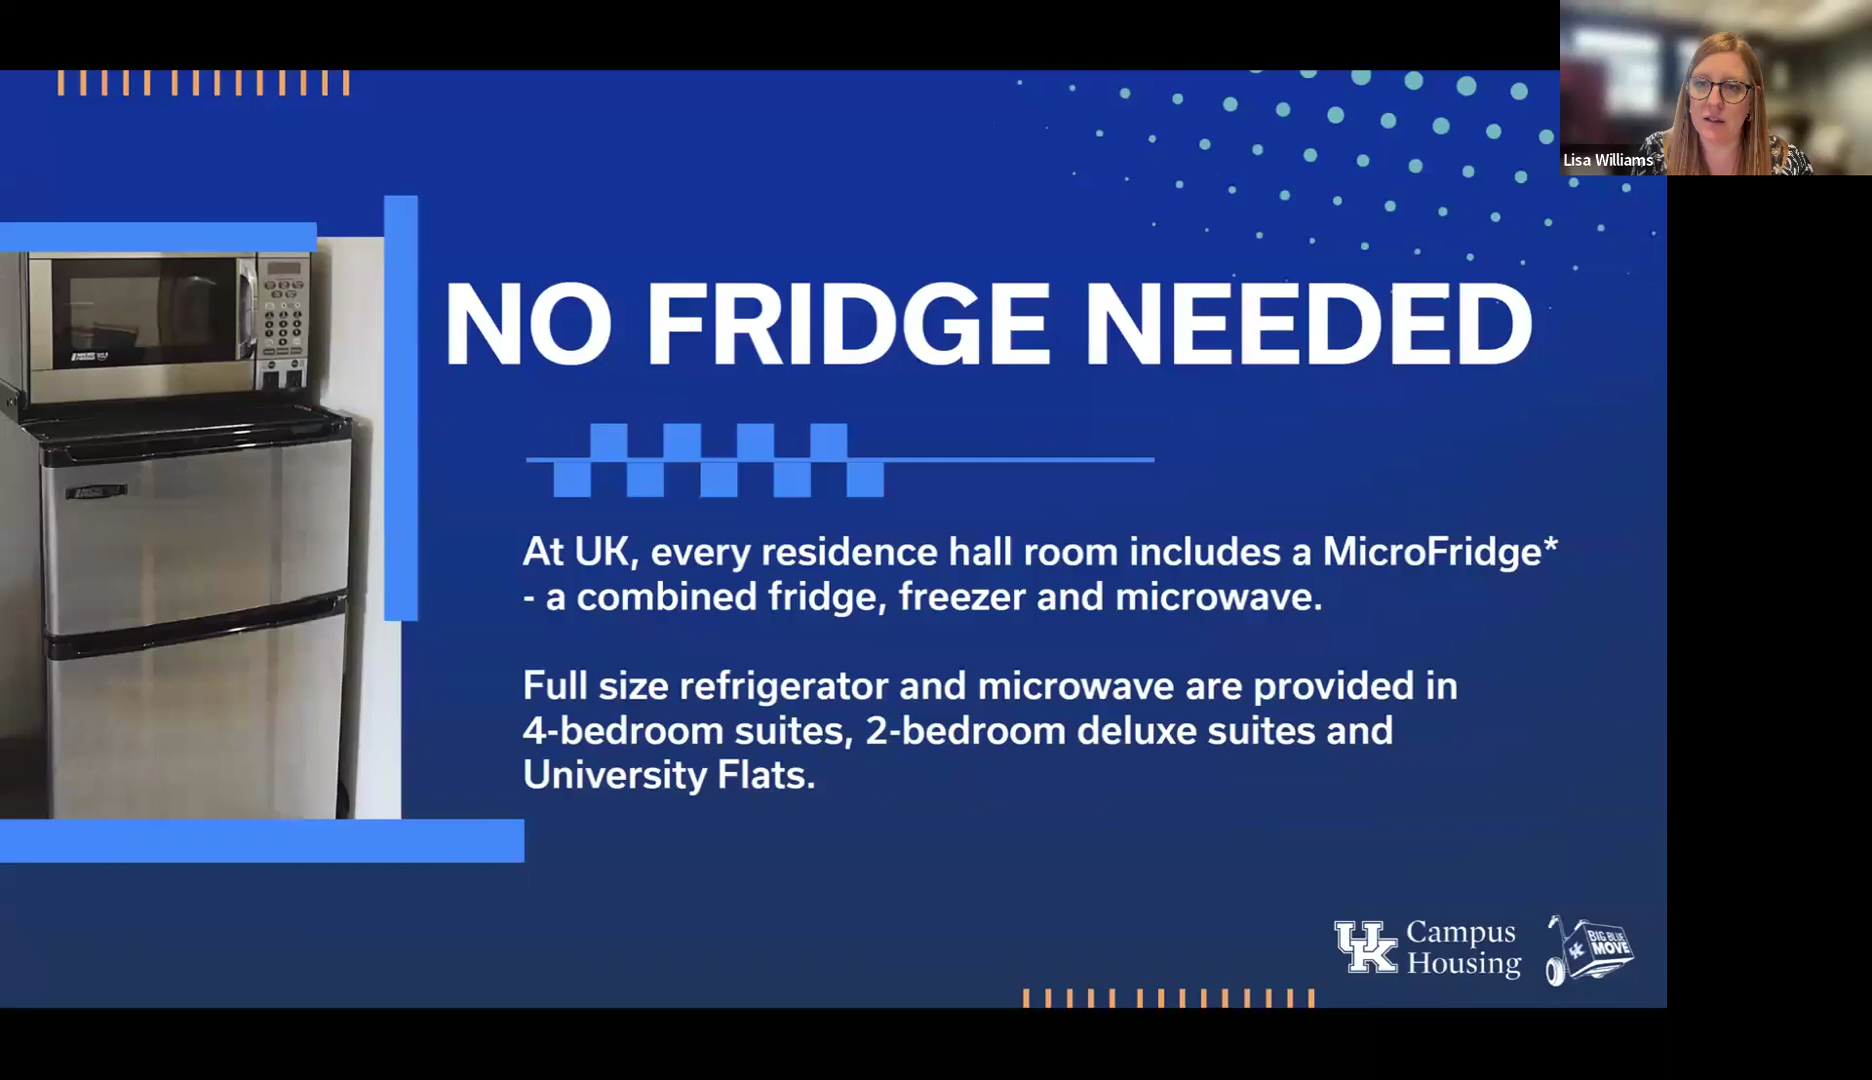 Lisa Williams
NO FRIDGE NEEDED
At UK, every residence hall room includes a MicroFridge*
- a combined fridge, freezer and microwave.
Full size refrigerator and microwave are provided in
4-bedroom suites, 2-bedroom deluxe suites and
University Flats.
UK Campus
Housing
BIG BLUE
UK MOVE